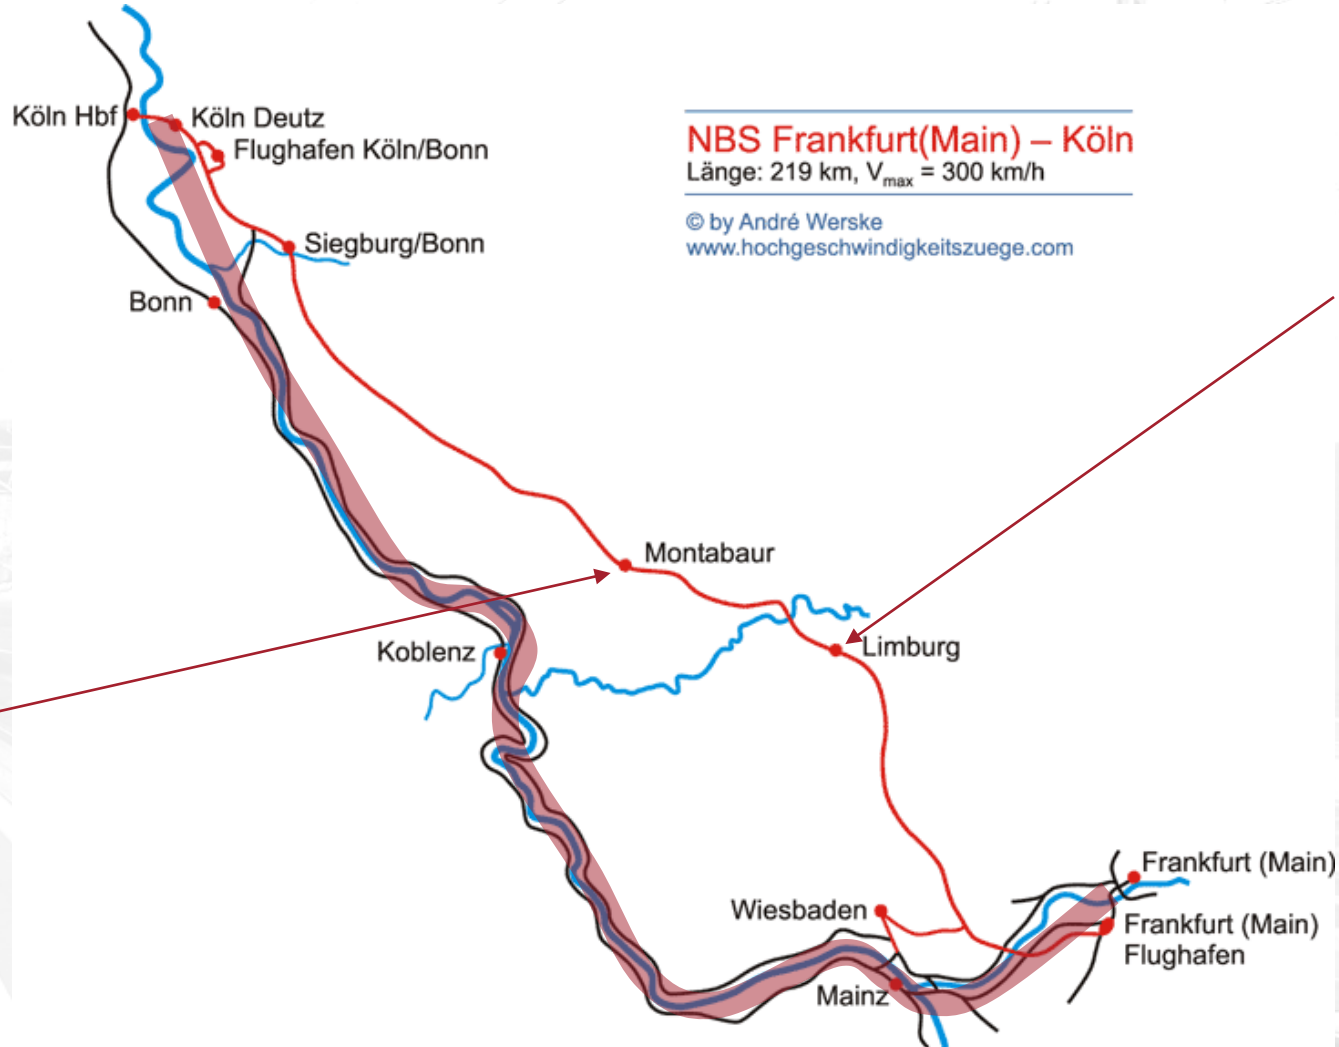 Köln Hbf
Köln Deutz
Flughafen Köln/Bonn
NBS Frankfurt(Main) – Köln
Länge: 219 km, Vmax = 300 km/h
© by André Werske
www.hochgeschwindigkeitszuege.com
Siegburg/Bonn
Bonn
Montabaur
Koblenz
Limburg
Frankfurt (Main)
Wiesbaden
Frankfurt (Main)
Flughafen
Mainz